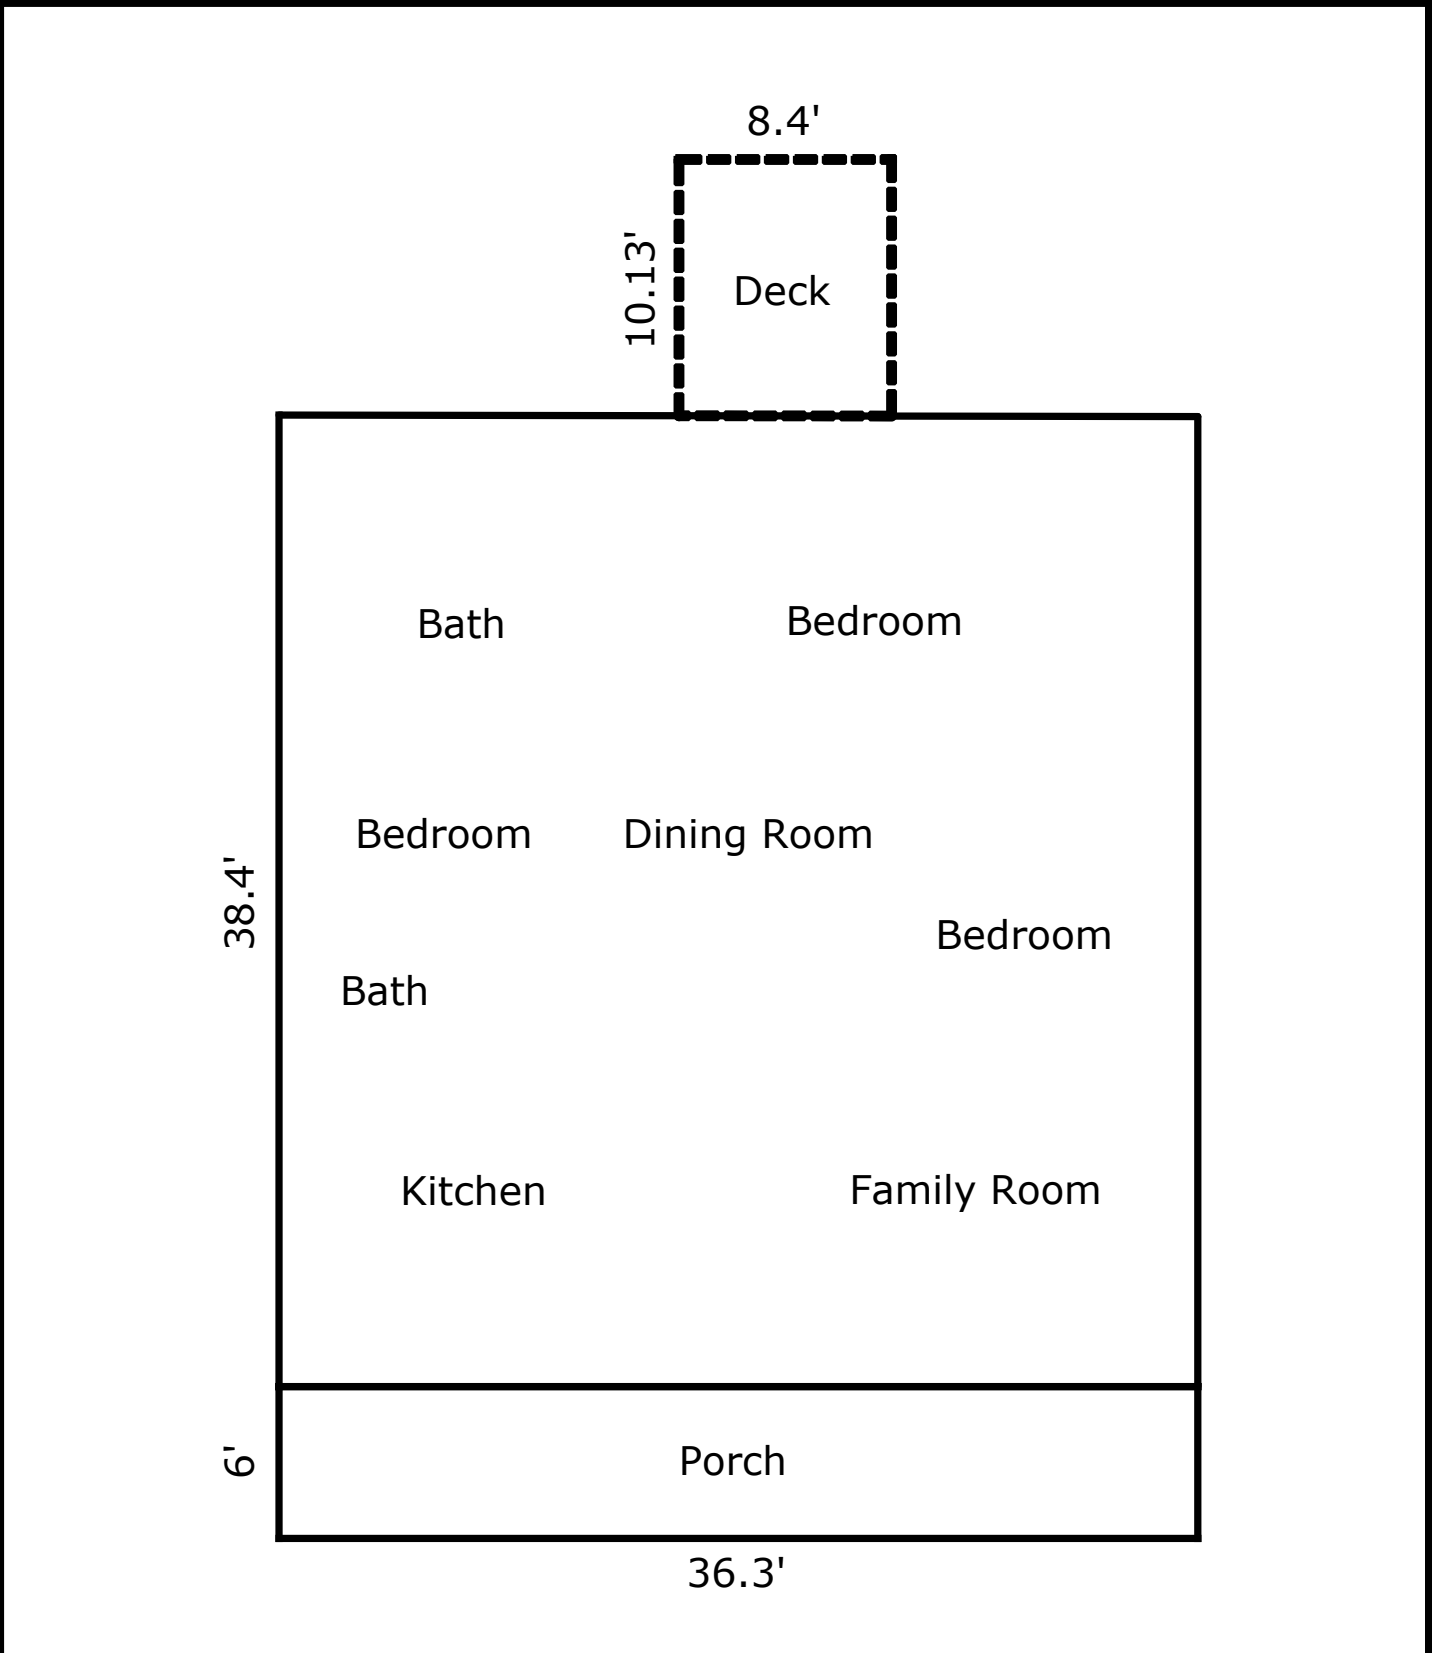 8.4'
10.13'
Deck
Bath
Bedroom
Bedroom
Dining Room
38.4'
Bedroom
Bath
Kitchen
Family Room
6'
Porch
36.3'